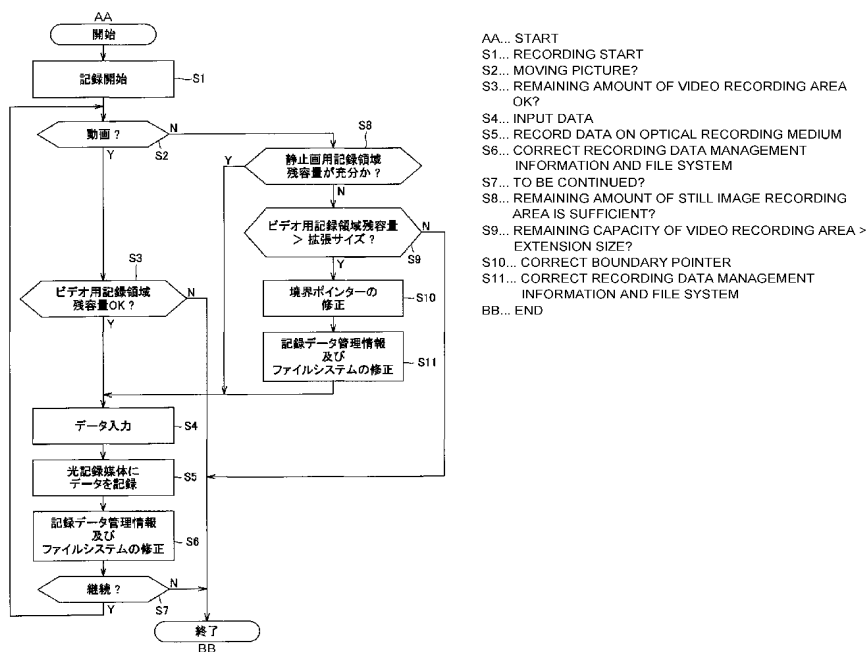 AA
開始
記録開始
S1
動画?
N
Y
S2
S8
静止画用記録領域
残容量が充分か?
Y
N
ビデオ用記録領域残容量
> 拡張サイズ?
N
S9
Y
S3
ビデオ用記録領域
残容量OK?
N
Y
境界ポインターの
修正
S10
記録データ管理情報
及び
ファイルシステムの修正
S11
データ入力
S4
光記録媒体に
データを記録
S5
記録データ管理情報
及び
ファイルシステムの修正
S6
継続?
N
Y
S7
終了
BB
AA... START
S1... RECORDING START
S2... MOVING PICTURE?
S3... REMAINING AMOUNT OF VIDEO RECORDING AREA
OK?
S4... INPUT DATA
S5... RECORD DATA ON OPTICAL RECORDING MEDIUM
S6... CORRECT RECORDING DATA MANAGEMENT
INFORMATION AND FILE SYSTEM
S7... TO BE CONTINUED?
S8... REMAINING AMOUNT OF STILL IMAGE RECORDING
AREA IS SUFFICIENT?
S9... REMAINING CAPACITY OF VIDEO RECORDING AREA >
EXTENSION SIZE?
S10... CORRECT BOUNDARY POINTER
S11... CORRECT RECORDING DATA MANAGEMENT
INFORMATION AND FILE SYSTEM
BB... END